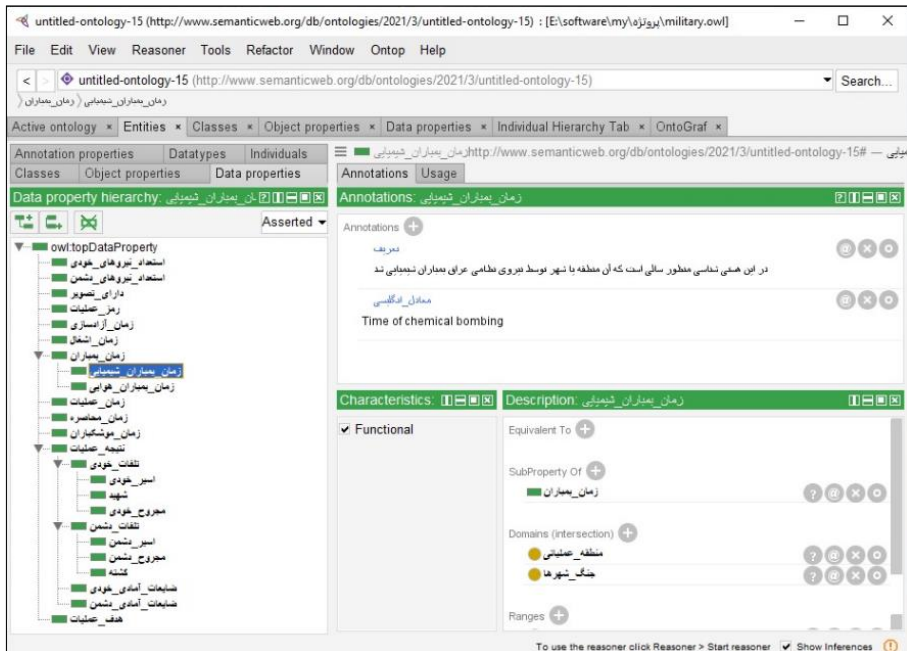 untitled-ontology-15 (http://www.semanticweb.org/db/ontologies/2021/3/untitled-ontology-15) : [E:\software\my\پروتژه\military.owl]
File Edit View Reasoner Tools Refactor Window Ontop Help
untitled-ontology-15 (http://www.semanticweb.org/db/ontologies/2021/3/untitled-ontology-15) Search...
زمان_بمباران زمان_بمباران_شیمیایی
Active ontology × Entities × Classes × Object properties × Data properties × Individual Hierarchy Tab × OntoGraf ×
Annotation properties Datatypes Individuals
Classes Object properties Data properties
زمان_بمباران_شیمیایی — http://www.semanticweb.org/db/ontologies/2021/3/untitled-ontology-15#
Annotations Usage
Data property hierarchy:
Asserted
owl:topDataProperty
استعداد_نیروهای_خودی
استعداد_نیروهای_دشمن
دارای_تصویر
رمز_عملیات
زمان_آزادسازی
زمان_اشغال
زمان_بمباران
زمان_بمباران_شیمیایی
زمان_بمباران_هوایی
زمان_عملیات
زمان_محاصره
زمان_موشکباران
نتیجه_عملیات
تلفات_خودی
اسیر_خودی
شهید
مجروح_خودی
تلفات_دشمن
اسیر_دشمن
مجروح_دشمن
کشته
ضایعات_آمادی_خودی
ضایعات_آمادی_دشمن
هدف_عملیات
Annotations: زمان_بمباران_شیمیایی
Annotations
تعریف
در این هستی شناسی منظور سالی است که آن منطقه یا شهر توسط نیروی نظامی عراق بمباران شیمیایی شد
معادل_انگلیسی
Time of chemical bombing
Characteristics:
Functional
Description: زمان_بمباران_شیمیایی
Equivalent To
SubProperty Of
زمان_بمباران
Domains (intersection)
منطقه_عملیاتی
جنگ_شهرها
Ranges
To use the reasoner click Reasoner > Start reasoner Show Inferences